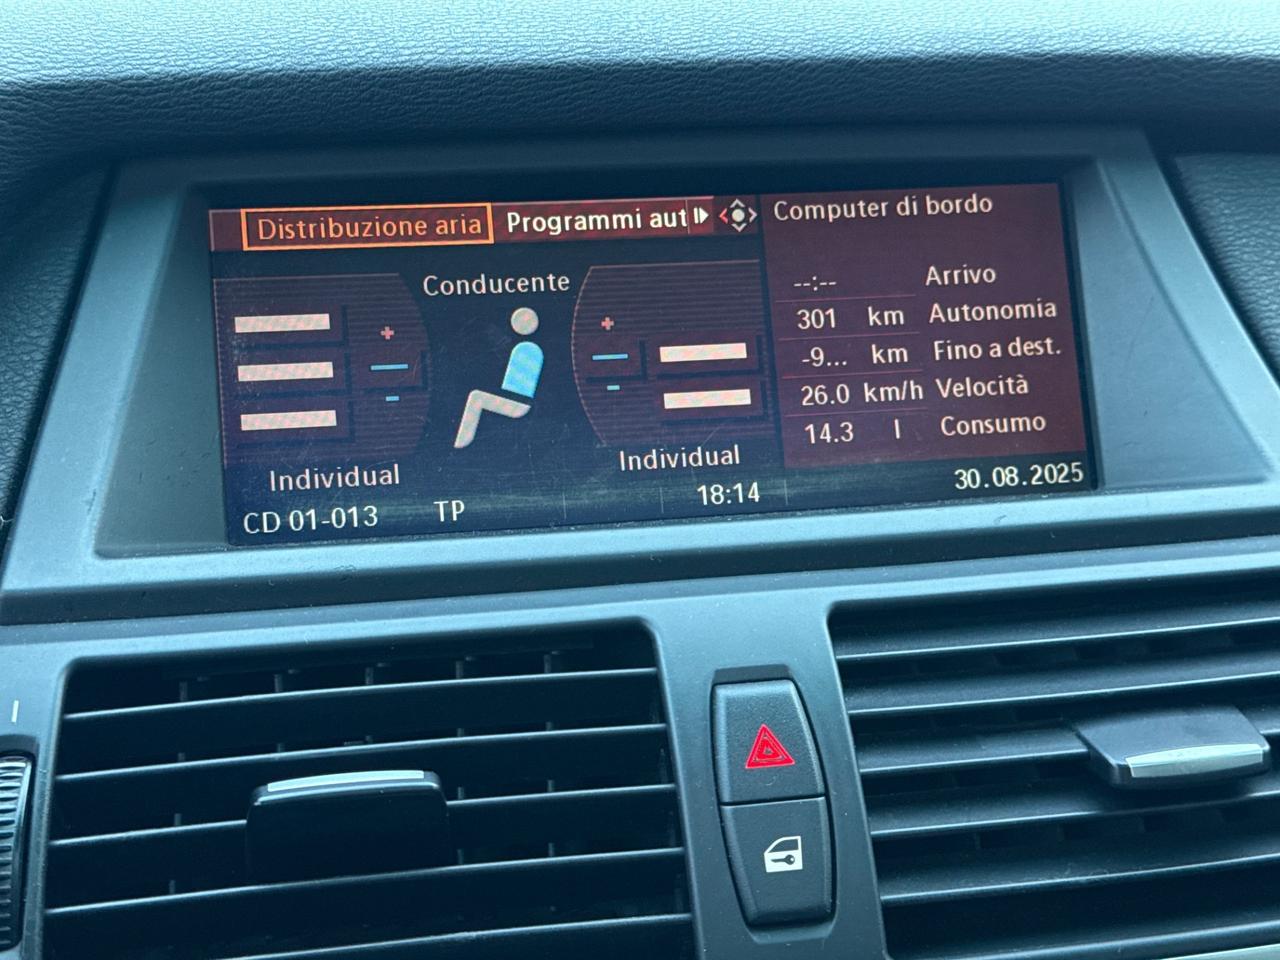 Distribuzione aria Programmi aut
Conducente
Individual
Individual
Computer di bordo
--:-- Arrivo
301 km Autonomia
-9... km Fino a dest.
26.0 km/h Velocità
14.3 l Consumo
CD 01-013 TP 18:14 30.08.2025